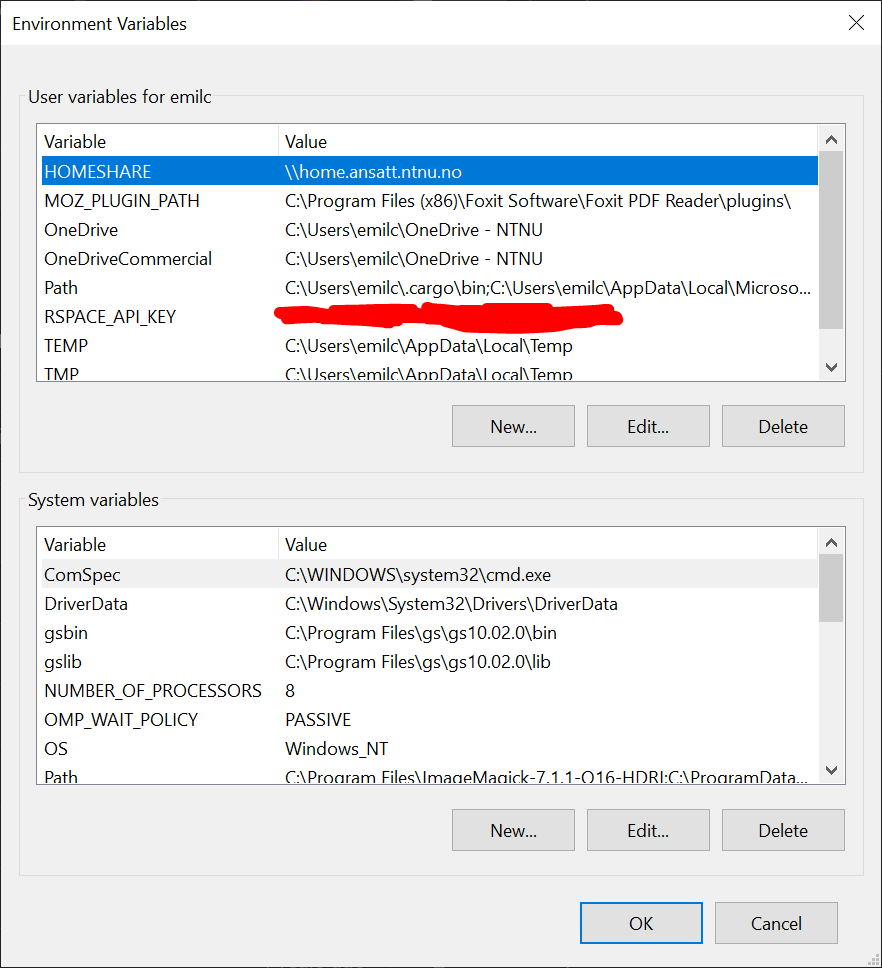 Environment Variables
User variables for emilc
Variable Value
HOMESHARE \\home.ansatt.ntnu.no
MOZ_PLUGIN_PATH C:\Program Files (x86)\Foxit Software\Foxit PDF Reader\plugins\
OneDrive C:\Users\emilc\OneDrive - NTNU
OneDriveCommercial C:\Users\emilc\OneDrive - NTNU
Path C:\Users\emilc\.cargo\bin;C:\Users\emilc\AppData\Local\Microso...
RSPACE_API_KEY
TEMP C:\Users\emilc\AppData\Local\Temp
TMP C:\Users\emilc\AppData\Local\Temp
New... Edit... Delete
System variables
Variable Value
ComSpec C:\WINDOWS\system32\cmd.exe
DriverData C:\Windows\System32\Drivers\DriverData
gsbin C:\Program Files\gs\gs10.02.0\bin
gslib C:\Program Files\gs\gs10.02.0\lib
NUMBER_OF_PROCESSORS 8
OMP_WAIT_POLICY PASSIVE
OS Windows_NT
Path C:\Program Files\ImageMagick-7.1.1-Q16-HDRI;C:\ProgramData...
New... Edit... Delete
OK Cancel